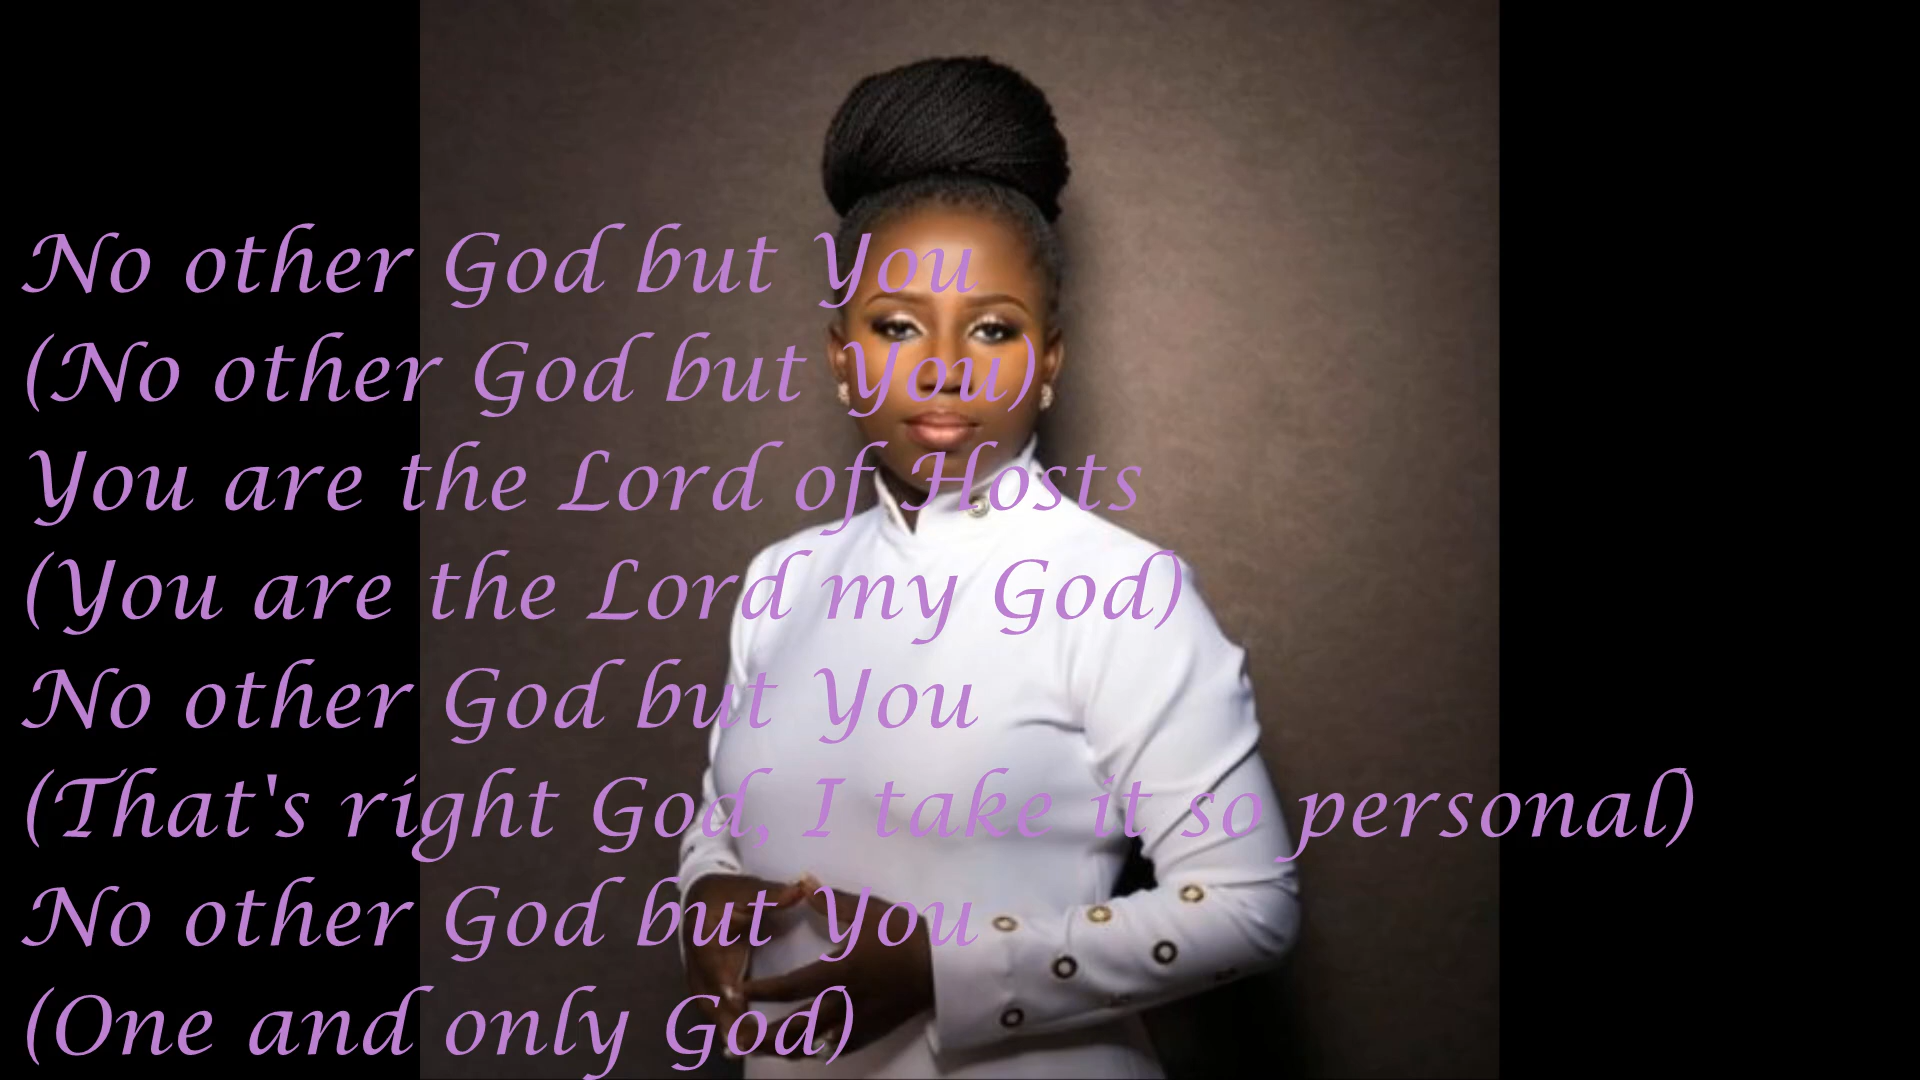 No other God but You
(No other God but You)
You are the Lord of Hosts
(You are the Lord my God)
No other God but You
(That's right God, I take it so personal)
No other God but You
(One and only God)